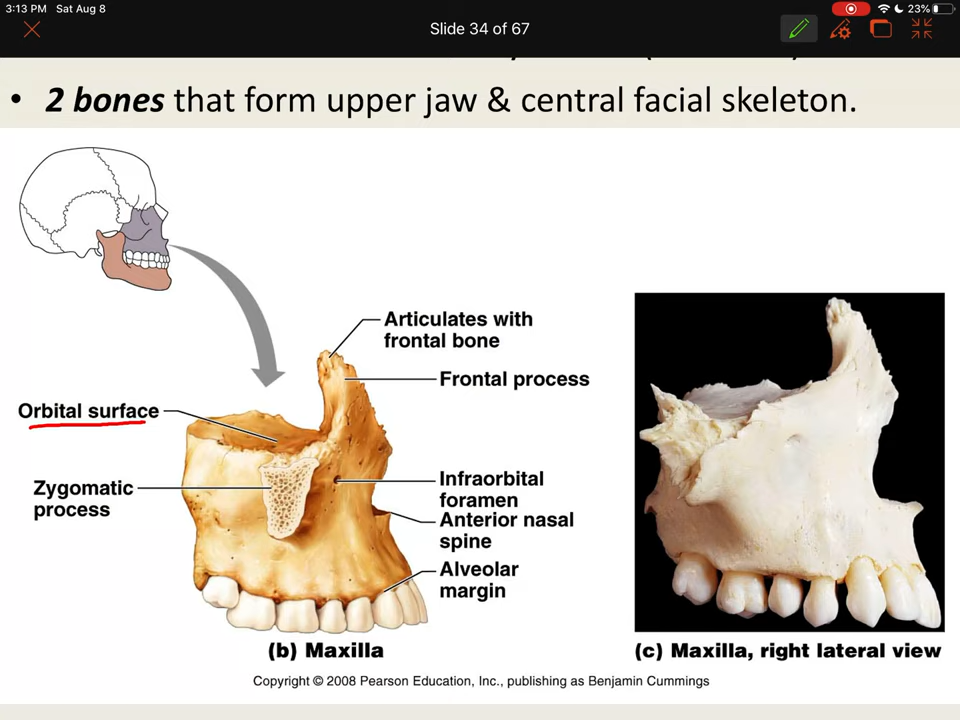 3:13 PM Sat Aug 8
23%
Slide 34 of 67
• 2 bones that form upper jaw & central facial skeleton.
Articulates with
frontal bone
Frontal process
Orbital surface
Zygomatic
process
Infraorbital
foramen
Anterior nasal
spine
Alveolar
margin
(b) Maxilla
(c) Maxilla, right lateral view
Copyright © 2008 Pearson Education, Inc., publishing as Benjamin Cummings